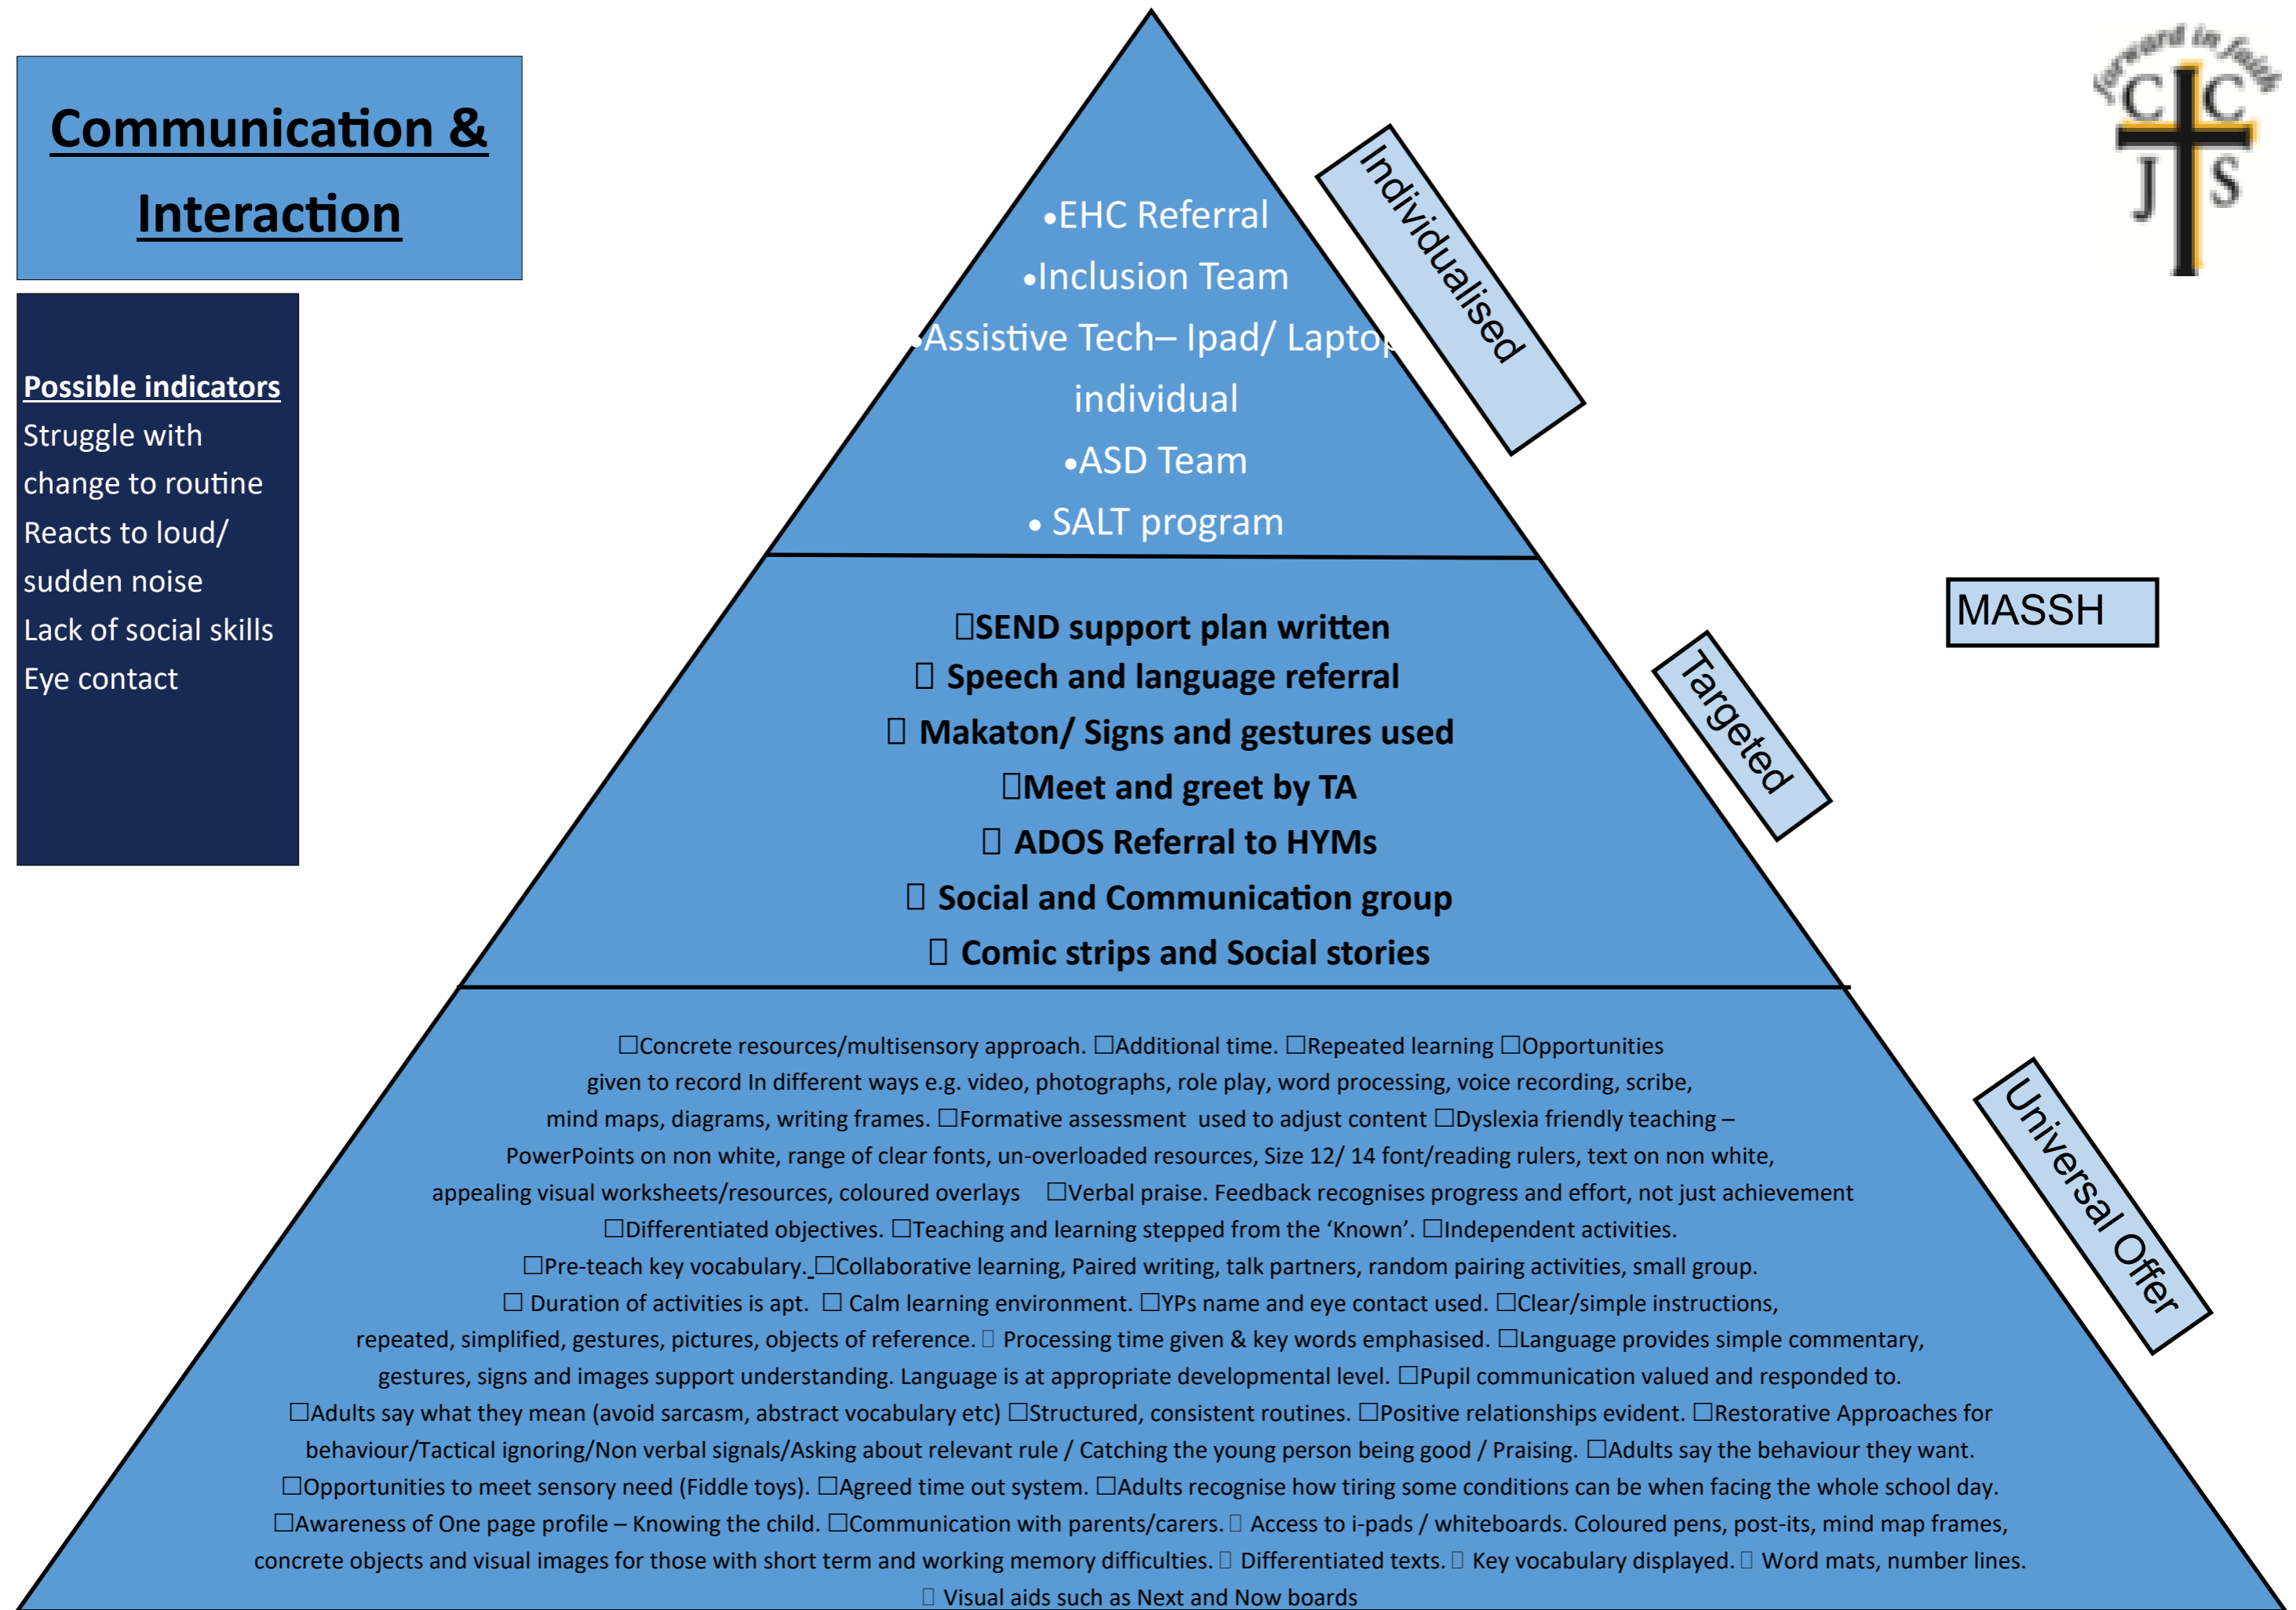 Communication &
Interaction
forward in faith
C C
J S
Possible indicators
Struggle with
change to routine
Reacts to loud/
sudden noise
Lack of social skills
Eye contact
•EHC Referral
•Inclusion Team
•Assistive Tech– Ipad/ Laptop
individual
•ASD Team
• SALT program
Individualised
MASSH
SEND support plan written
Speech and language referral
Makaton/ Signs and gestures used
Meet and greet by TA
ADOS Referral to HYMs
Social and Communication group
Comic strips and Social stories
Targeted
☐Concrete resources/multisensory approach. ☐Additional time. ☐Repeated learning ☐Opportunities
given to record In different ways e.g. video, photographs, role play, word processing, voice recording, scribe,
mind maps, diagrams, writing frames. ☐Formative assessment  used to adjust content ☐Dyslexia friendly teaching –
PowerPoints on non white, range of clear fonts, un-overloaded resources, Size 12/ 14 font/reading rulers, text on non white,
appealing visual worksheets/resources, coloured overlays ☐Verbal praise. Feedback recognises progress and effort, not just achievement
☐Differentiated objectives. ☐Teaching and learning stepped from the ‘Known’. ☐Independent activities.
☐Pre-teach key vocabulary. ☐Collaborative learning, Paired writing, talk partners, random pairing activities, small group.
☐ Duration of activities is apt. ☐ Calm learning environment. ☐YPs name and eye contact used. ☐Clear/simple instructions,
repeated, simplified, gestures, pictures, objects of reference. ▯ Processing time given & key words emphasised. ☐Language provides simple commentary,
gestures, signs and images support understanding. Language is at appropriate developmental level. ☐Pupil communication valued and responded to.
☐Adults say what they mean (avoid sarcasm, abstract vocabulary etc) ☐Structured, consistent routines. ☐Positive relationships evident. ☐Restorative Approaches for
behaviour/Tactical ignoring/Non verbal signals/Asking about relevant rule / Catching the young person being good / Praising. ☐Adults say the behaviour they want.
☐Opportunities to meet sensory need (Fiddle toys). ☐Agreed time out system. ☐Adults recognise how tiring some conditions can be when facing the whole school day.
☐Awareness of One page profile – Knowing the child. ☐Communication with parents/carers. ▯ Access to i-pads / whiteboards. Coloured pens, post-its, mind map frames,
concrete objects and visual images for those with short term and working memory difficulties. ▯ Differentiated texts. ▯ Key vocabulary displayed. ▯ Word mats, number lines.
▯ Visual aids such as Next and Now boards
Universal Offer